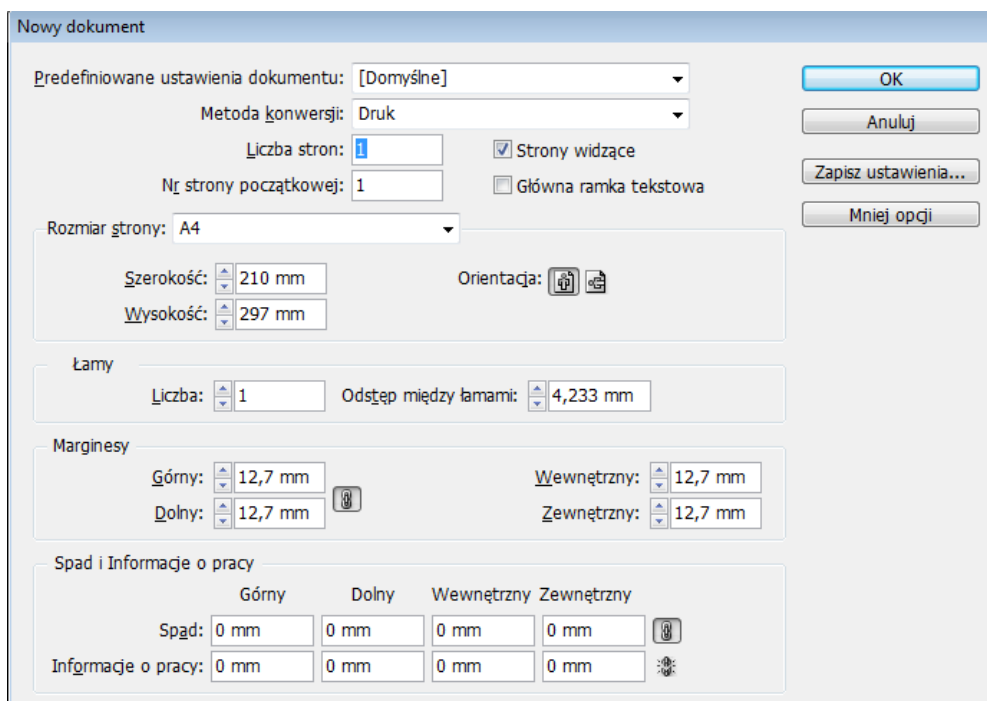 Nowy dokument
Predefiniowane ustawienia dokumentu: [Domyślne]
OK
Metoda konwersji: Druk
Anuluj
Liczba stron: 1
Strony widzące
Zapisz ustawienia...
Nr strony początkowej: 1
Główna ramka tekstowa
Mniej opcji
Rozmiar strony: A4
Szerokość: 210 mm
Orientacja:
Wysokość: 297 mm
Łamy
Liczba: 1
Odstęp między łamami: 4,233 mm
Marginesy
Górny: 12,7 mm
Wewnętrzny: 12,7 mm
Dolny: 12,7 mm
Zewnętrzny: 12,7 mm
Spad i Informacje o pracy
Górny Dolny Wewnętrzny Zewnętrzny
Spad: 0 mm 0 mm 0 mm 0 mm
Informacje o pracy: 0 mm 0 mm 0 mm 0 mm